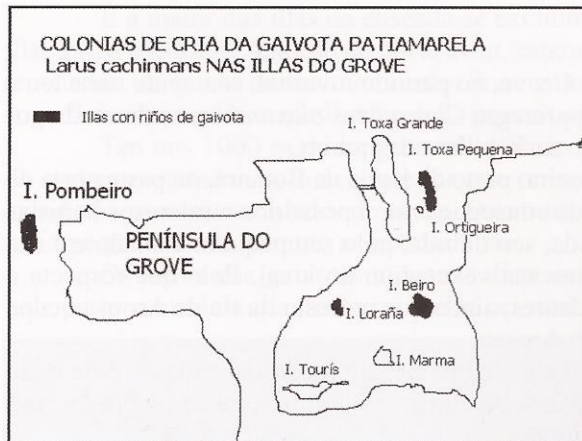 COLONIAS DE CRIA DA GAIVOTA PATIAMARELA
Larus cachinnans NAS ILLAS DO GROVE
Illas con niños de gaivota
I. Toxa Grande
I. Toxa Pequena
I. Pombeiro
I. Ortigueira
PENÍNSULA DO
GROVE
I. Beiro
I. Loraña
I. Marma
I. Tourís